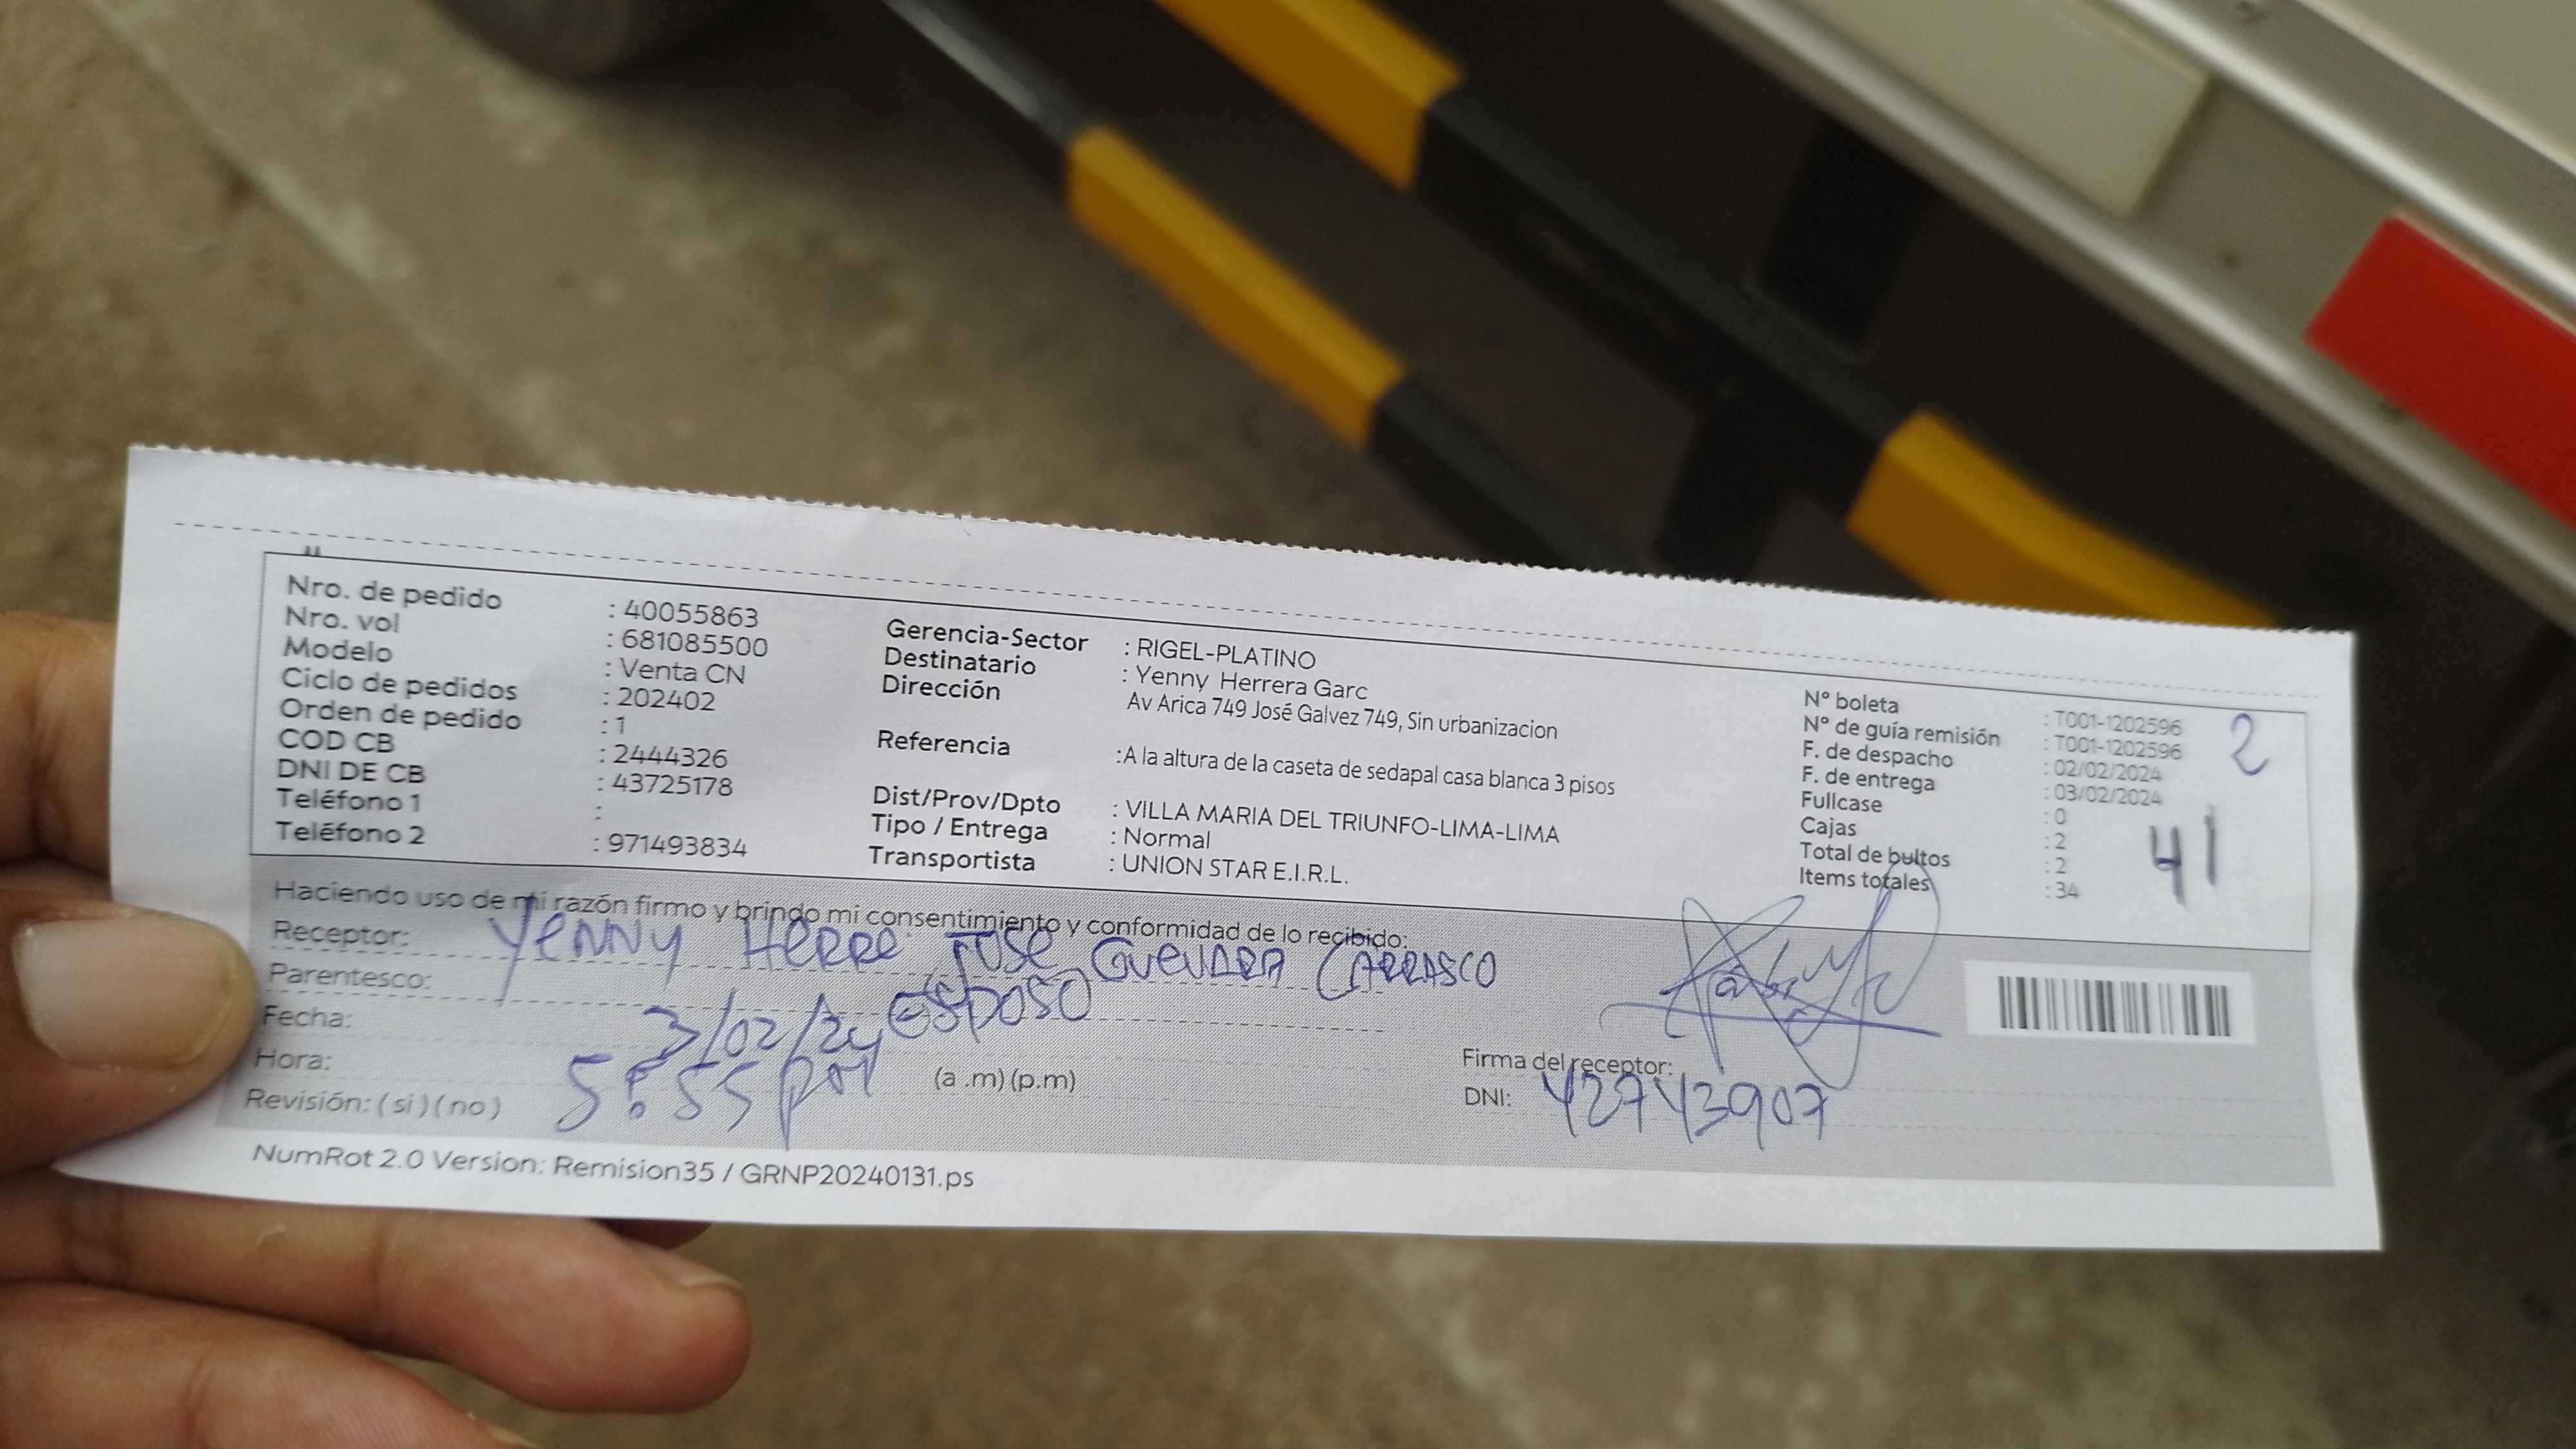 Nro. de pedido : 40055863
Nro. vol : 681085500
Modelo : Venta CN
Ciclo de pedidos : 202402
Orden de pedido : 1
COD CB : 2444326
DNI DE CB : 43725178
Teléfono 1 :
Teléfono 2 : 971493834
Gerencia-Sector : RIGEL-PLATINO
Destinatario : Yenny Herrera Garc
Dirección Av Arica 749 José Galvez 749, Sin urbanizacion
Referencia :A la altura de la caseta de sedapal casa blanca 3 pisos
Dist/Prov/Dpto : VILLA MARIA DEL TRIUNFO-LIMA-LIMA
Tipo / Entrega : Normal
Transportista : UNION STAR E.I.R.L.
N° boleta : T001-1202596
N° de guía remisión : T001-1202596
F. de despacho : 02/02/2024
F. de entrega : 03/02/2024
Fullcase : 0
Cajas : 2
Total de bultos : 2
Items totales : 34
2
41
Haciendo uso de mi razón firmo y brindo mi consentimiento y conformidad de lo recibido:
Receptor: Yenny HERRE JOSE GUEVARA CARRASCO
Parentesco: ESPOSO
Fecha: 3/02/24
Hora: 5:55 pm (a .m) (p.m)
Revisión: ( si ) ( no )
Firma del receptor:
DNI: 42743907
NumRot 2.0 Version: Remision35 / GRNP20240131.ps